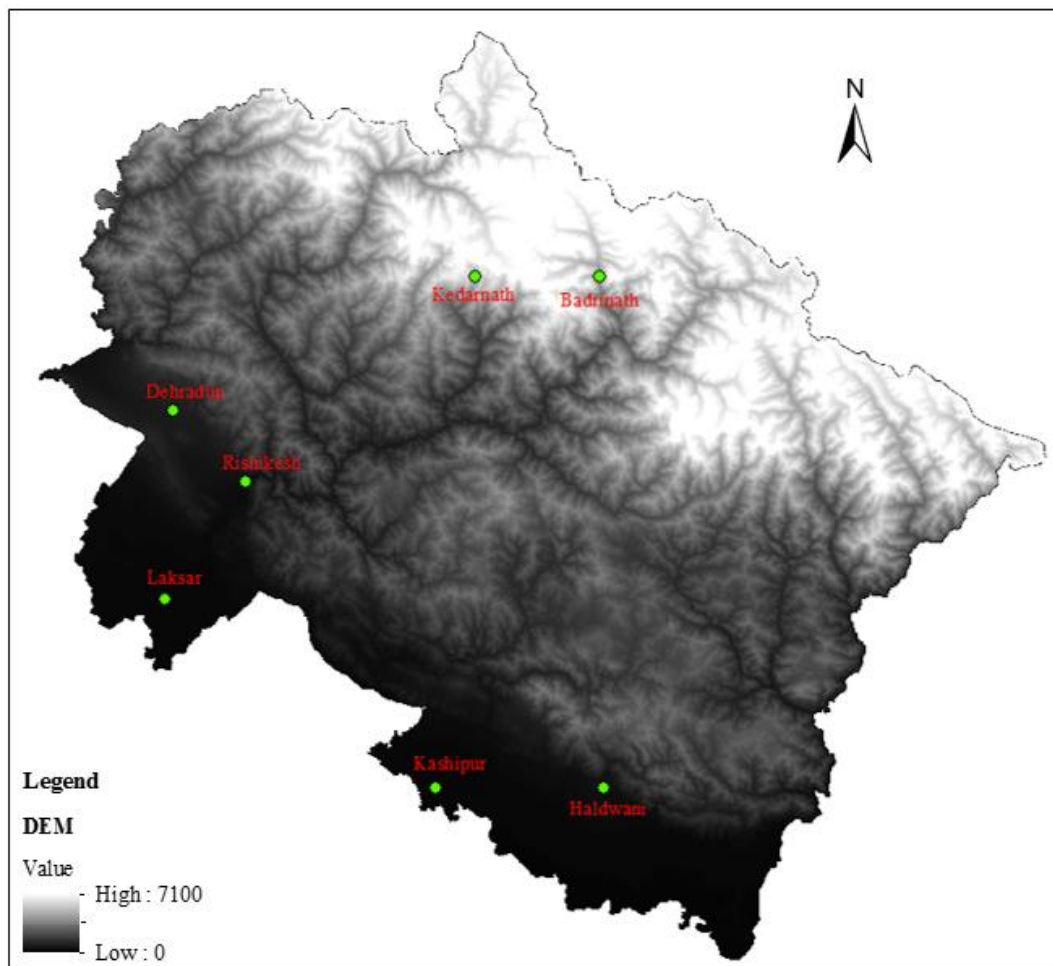 N
Kedarnath
Badrinath
Dehradun
Rishikesh
Laksar
Kashipur
Haldwani
Legend
DEM
Value
High : 7100
Low : 0